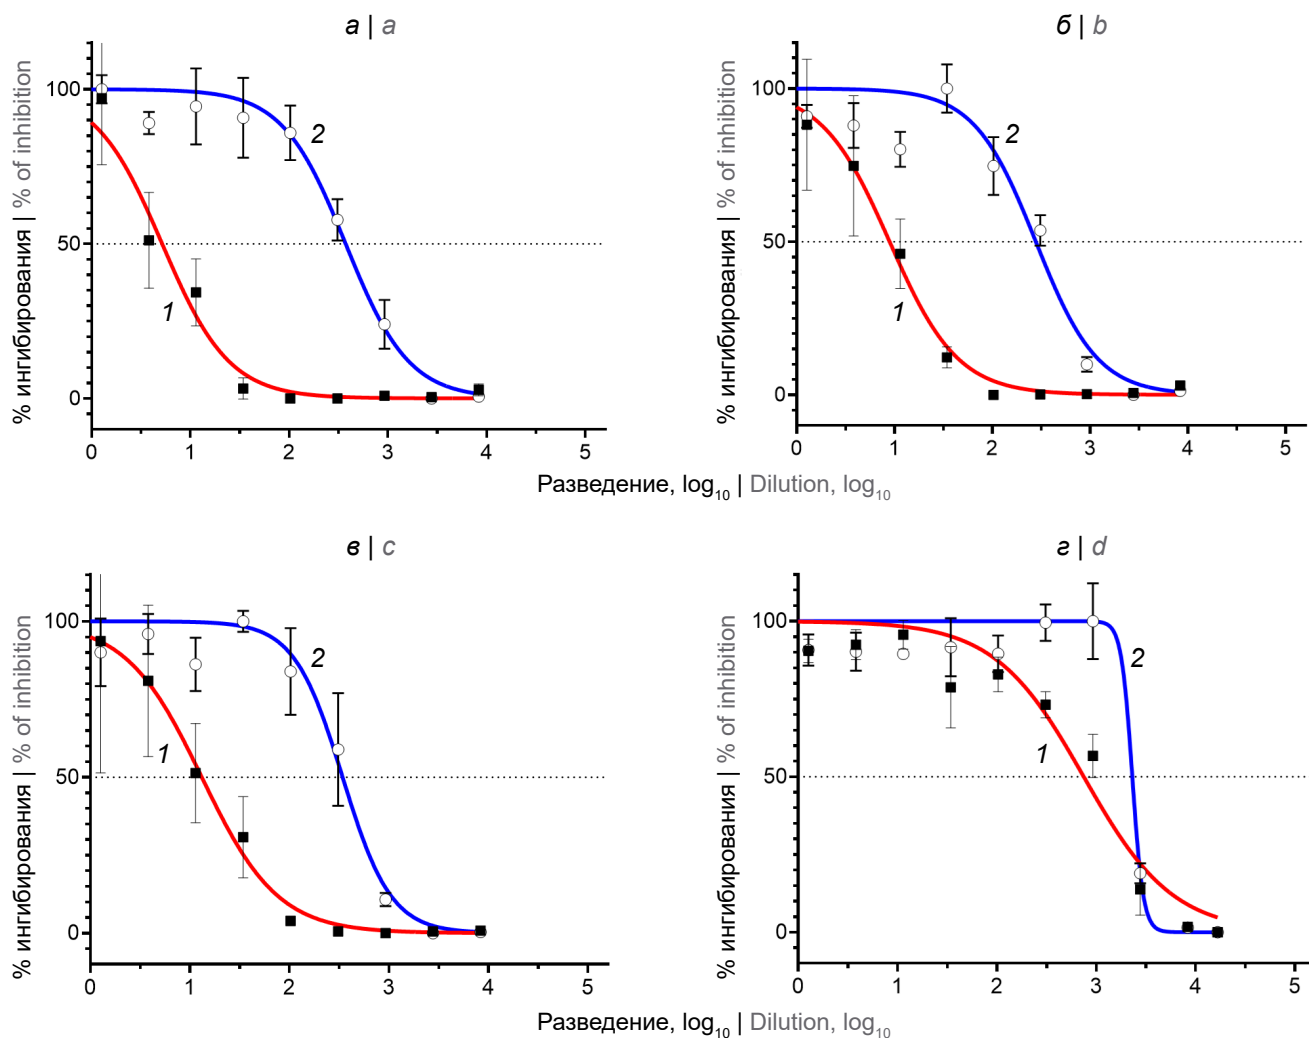 а | a
% ингибирования | % of inhibition
100
50
0
2
1
0 1 2 3 4 5
б | b
% ингибирования | % of inhibition
100
50
0
2
1
0 1 2 3 4 5
Разведение, log10 | Dilution, log10
в | c
% ингибирования | % of inhibition
100
50
0
2
1
0 1 2 3 4 5
г | d
% ингибирования | % of inhibition
100
50
0
2
1
0 1 2 3 4 5
Разведение, log10 | Dilution, log10